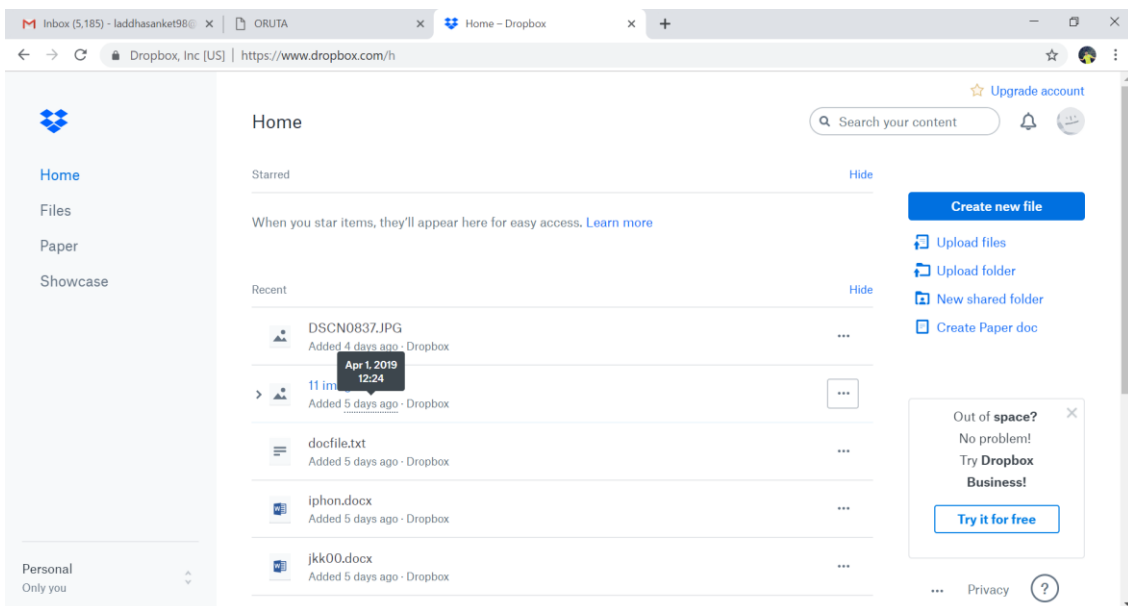 Inbox (5,185) - laddhasanket98@
ORUTA
Home – Dropbox
Dropbox, Inc [US] | https://www.dropbox.com/h
Upgrade account
Home
Search your content
Home
Files
Paper
Showcase
Starred
Hide
When you star items, they’ll appear here for easy access. Learn more
Recent
Hide
DSCN0837.JPG
Added 4 days ago · Dropbox
Apr 1, 2019
12:24
11
Added 5 days ago · Dropbox
docfile.txt
Added 5 days ago · Dropbox
iphon.docx
Added 5 days ago · Dropbox
jkk00.docx
Added 5 days ago · Dropbox
Create new file
Upload files
Upload folder
New shared folder
Create Paper doc
Out of space?
No problem!
Try Dropbox
Business!
Try it for free
Personal
Only you
Privacy
?